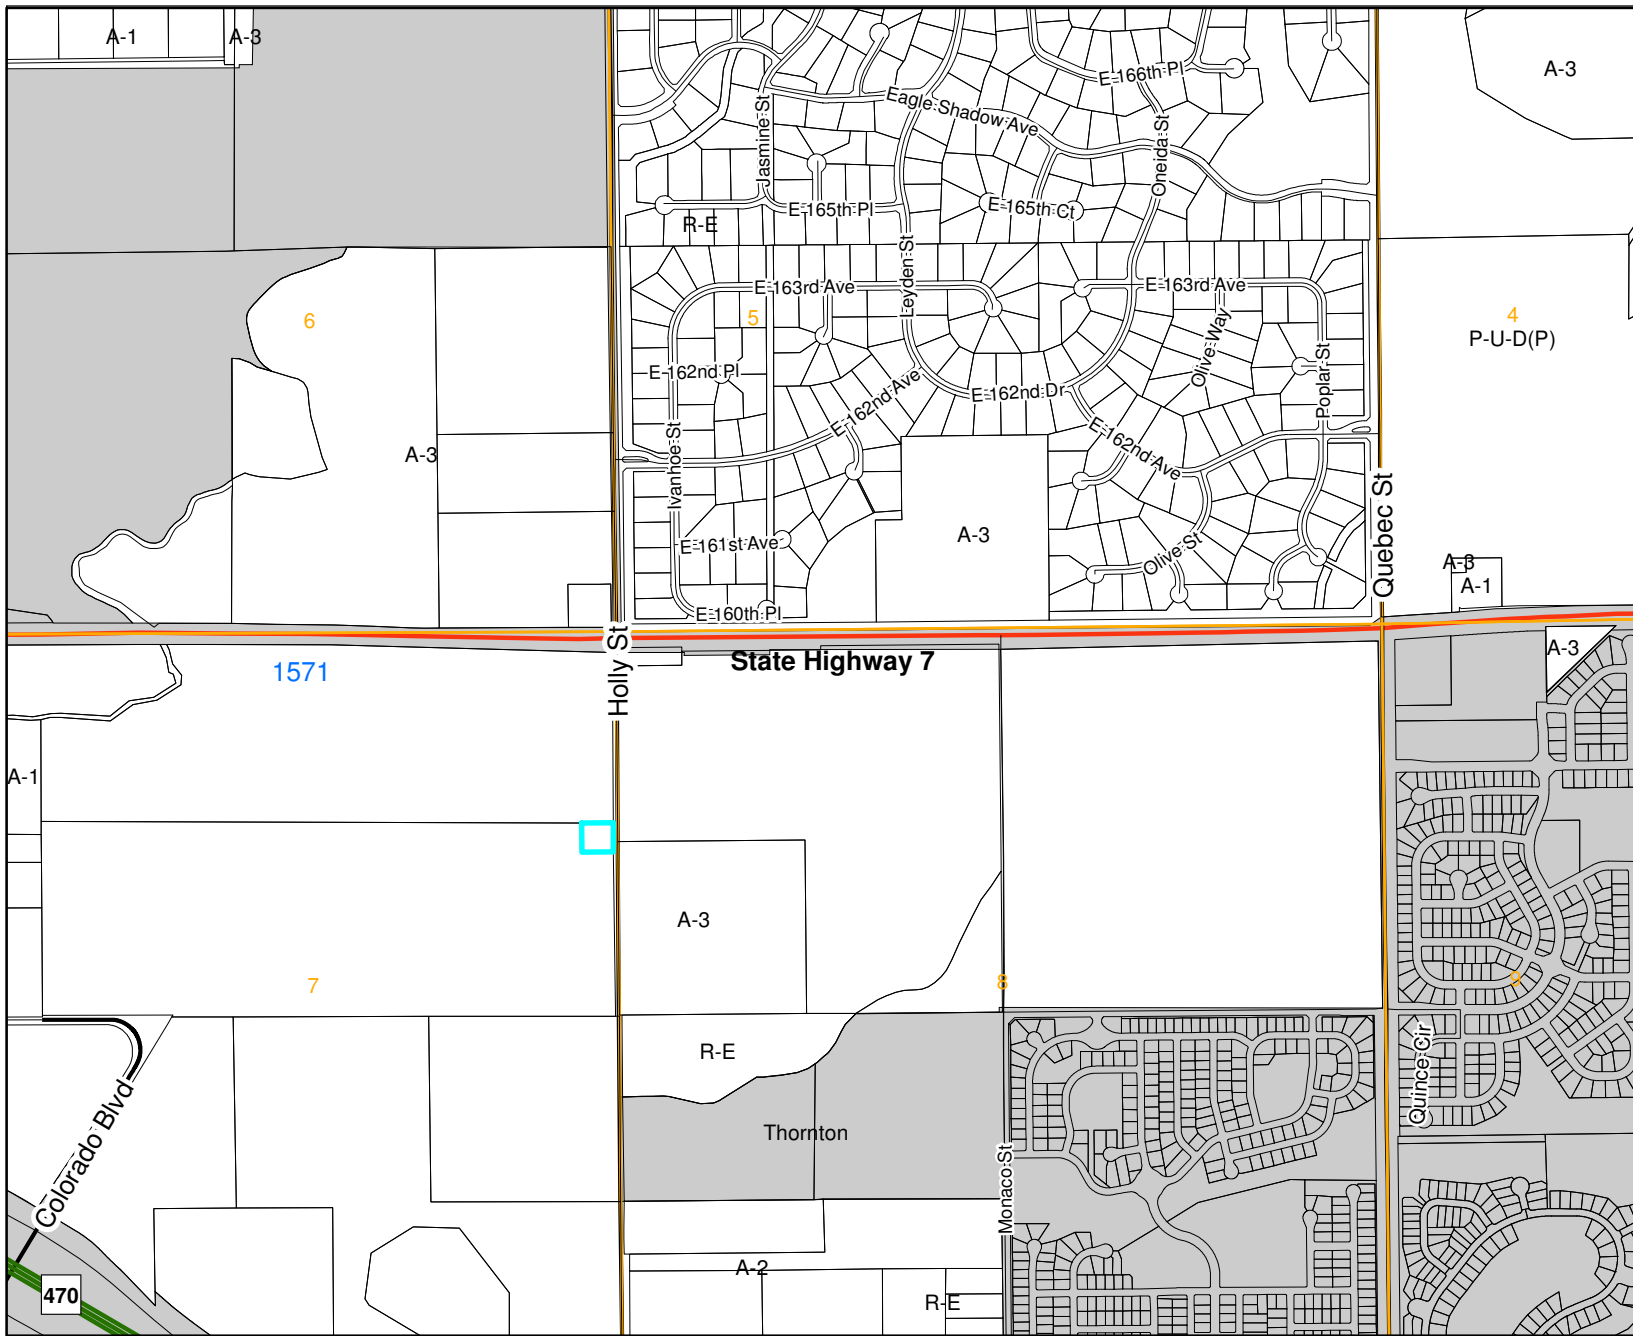 A-1
A-3
A-3
E 166th Pl
Eagle Shadow Ave
Jasmine St
Oneida St
E 165th Pl
E 165th Ct
R-E
Leyden St
E 163rd Ave
E 163rd Ave
6
5
4
P-U-D(P)
Olive Way
E 162nd Pl
E 162nd Ave
E 162nd Dr
Poplar St
A-3
Ivanhoe St
E 162nd Ave
Quebec St
E 161st Ave
A-3
Olive St
A-3
A-1
E 160th Pl
Holly St
State Highway 7
A-3
1571
A-1
A-3
7
8
9
R-E
Quince Cir
Colorado Blvd
Thornton
Monaco St
A-2
470
R-E